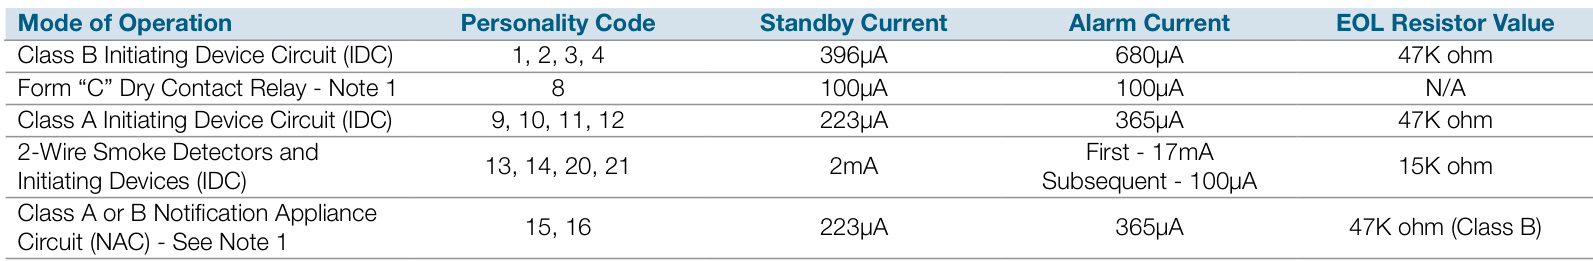 Mode of Operation Personality Code Standby Current Alarm Current EOL Resistor Value
Class B Initiating Device Circuit (IDC) 1, 2, 3, 4 396µA 680µA 47K ohm
Form “C” Dry Contact Relay - Note 1 8 100µA 100µA N/A
Class A Initiating Device Circuit (IDC) 9, 10, 11, 12 223µA 365µA 47K ohm
2-Wire Smoke Detectors and
Initiating Devices (IDC) 13, 14, 20, 21 2mA First - 17mA
Subsequent - 100µA 15K ohm
Class A or B Notification Appliance
Circuit (NAC) - See Note 1 15, 16 223µA 365µA 47K ohm (Class B)